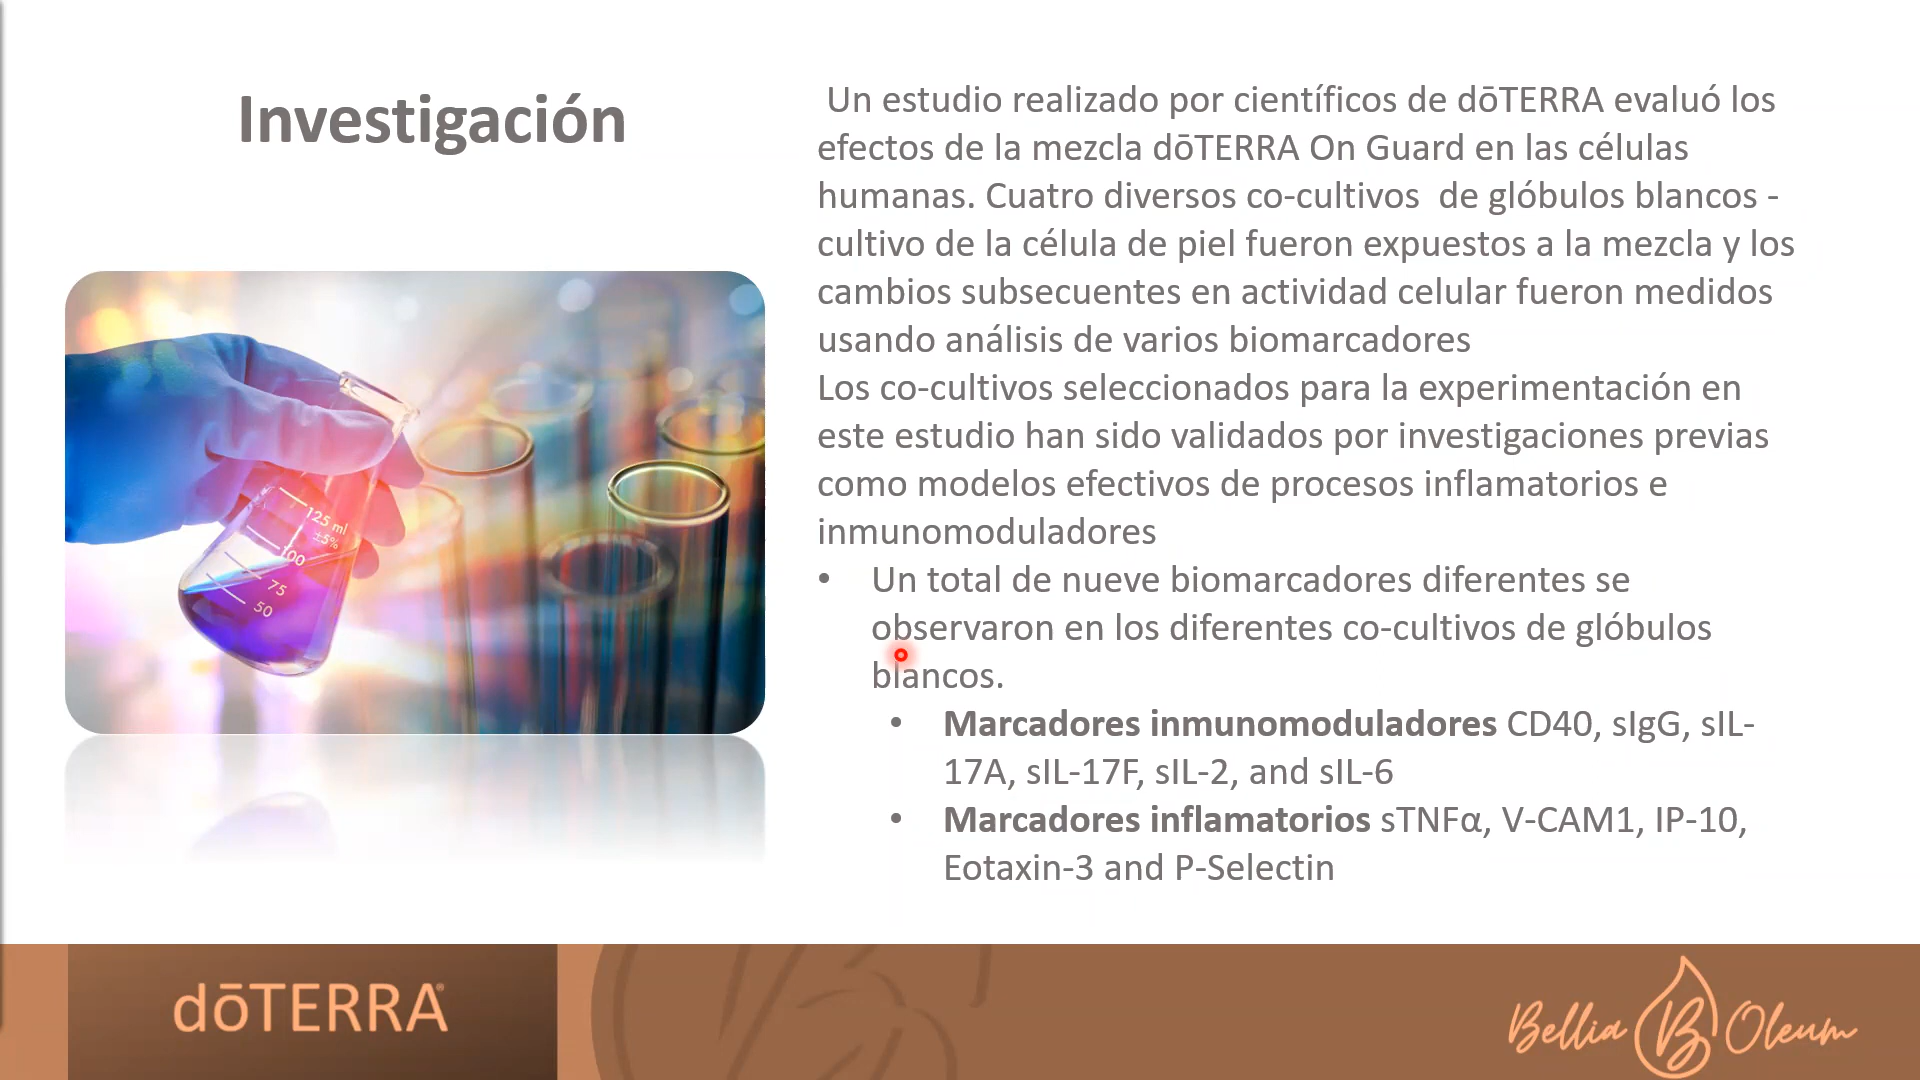 Investigación
Un estudio realizado por científicos de dōTERRA evaluó los
efectos de la mezcla dōTERRA On Guard en las células
humanas. Cuatro diversos co-cultivos  de glóbulos blancos -
cultivo de la célula de piel fueron expuestos a la mezcla y los
cambios subsecuentes en actividad celular fueron medidos
usando análisis de varios biomarcadores
Los co-cultivos seleccionados para la experimentación en
este estudio han sido validados por investigaciones previas
como modelos efectivos de procesos inflamatorios e
inmunomoduladores
• Un total de nueve biomarcadores diferentes se
observaron en los diferentes co-cultivos de glóbulos
blancos.
• Marcadores inmunomoduladores CD40, sIgG, sIL-
17A, sIL-17F, sIL-2, and sIL-6
• Marcadores inflamatorios sTNFα, V-CAM1, IP-10,
Eotaxin-3 and P-Selectin
125 ml
±5%
100
75
50
dōTERRA®
Bellia B Oleum